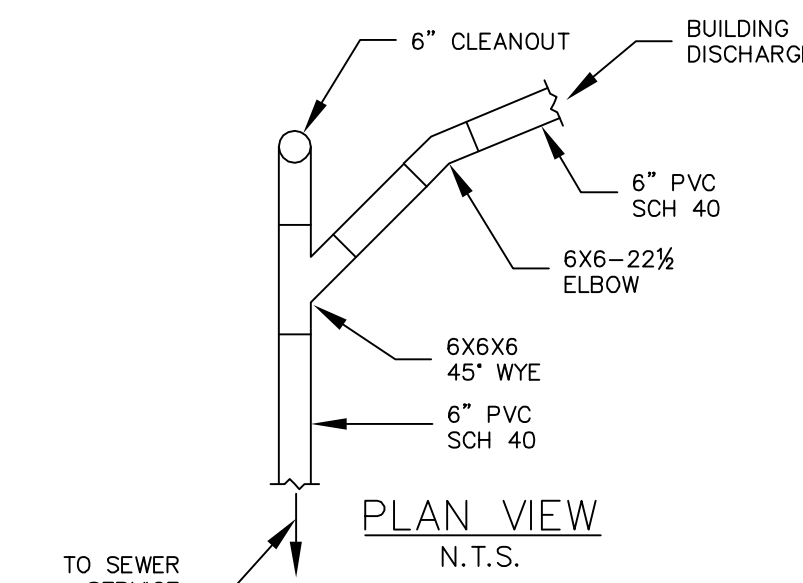 6” CLEANOUT
BUILDING
6” PVC
SCH 40
6X6-22½
ELBOW
6X6X6
45° WYE
6” PVC
SCH 40
PLAN VIEW
N.T.S.
TO SEWER